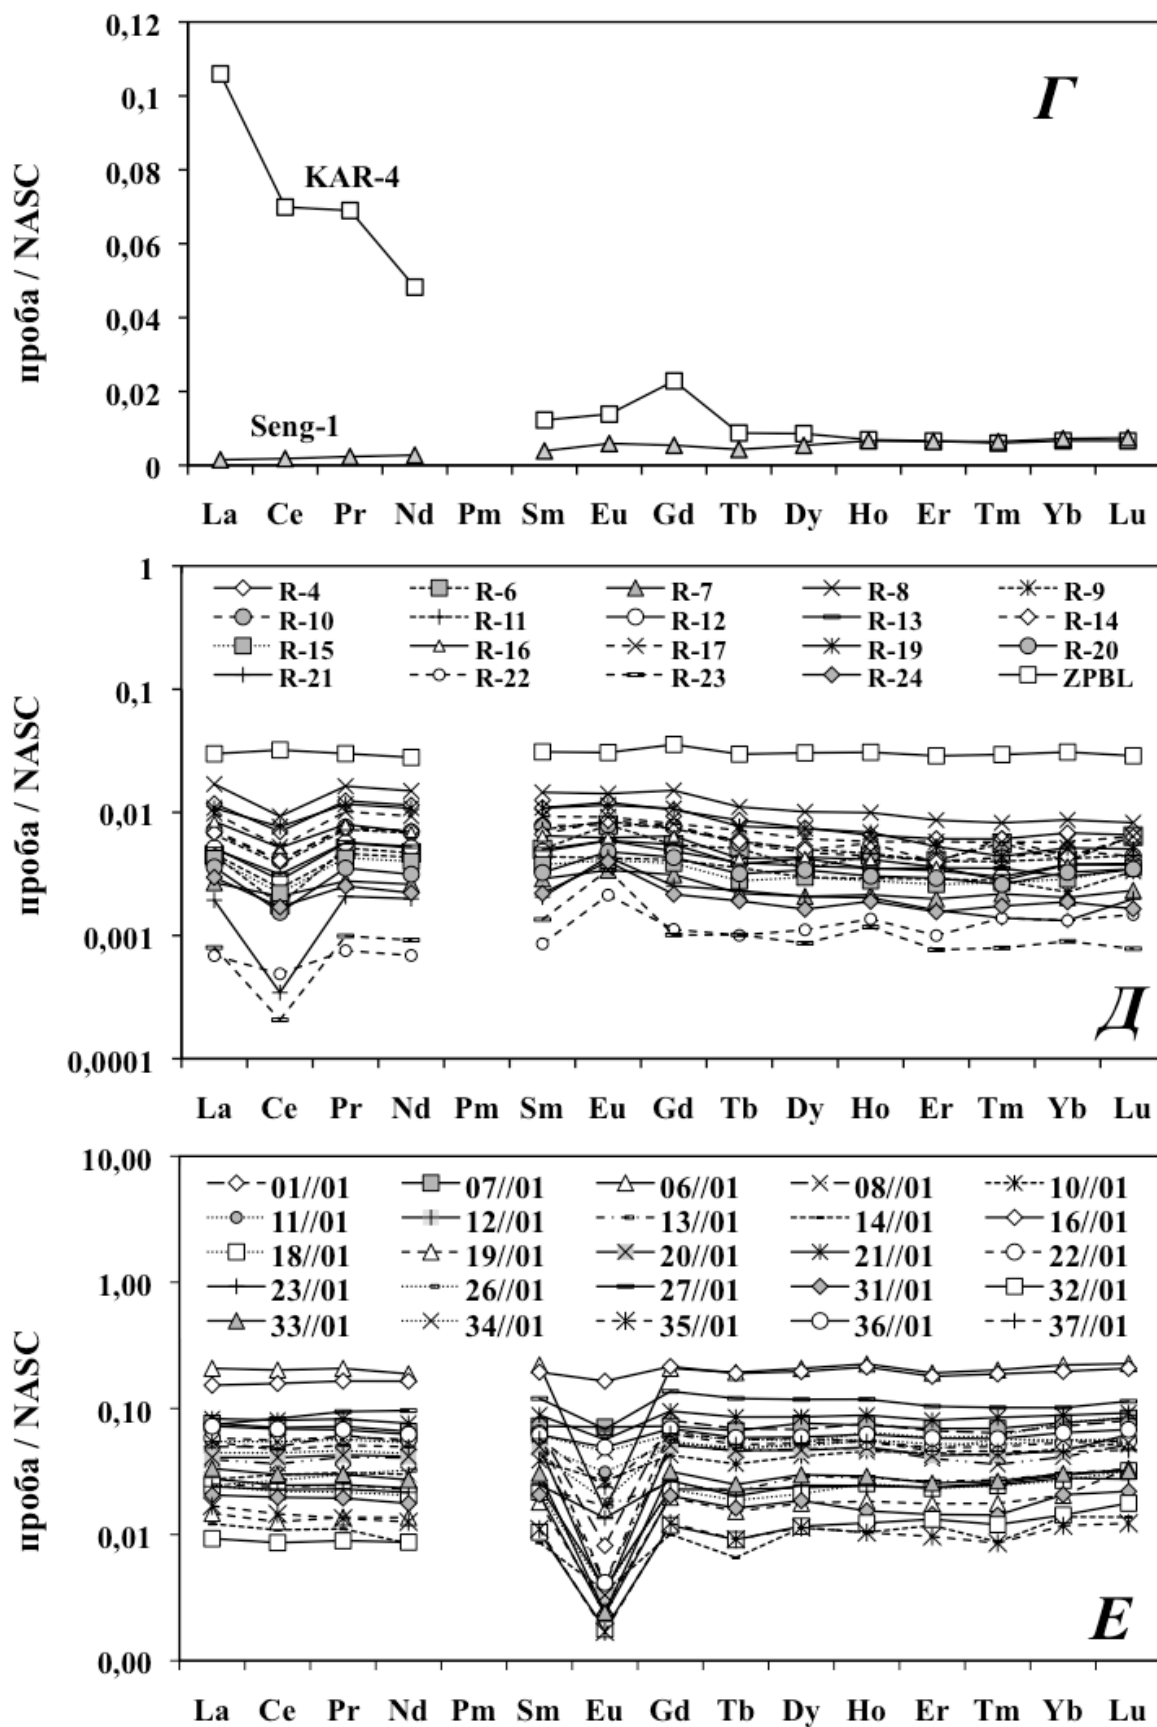 0,12
0,1
0,08
0,06
0,04
0,02
0
проба / NASC
Г
KAR-4
Seng-1
La Ce Pr Nd Pm Sm Eu Gd Tb Dy Ho Er Tm Yb Lu
1
0,1
0,01
0,001
0,0001
проба / NASC
R-4 R-6 R-7 R-8 R-9
R-10 R-11 R-12 R-13 R-14
R-15 R-16 R-17 R-19 R-20
R-21 R-22 R-23 R-24 ZPBL
Д
La Ce Pr Nd Pm Sm Eu Gd Tb Dy Ho Er Tm Yb Lu
10,00
1,00
0,10
0,01
0,00
проба / NASC
01//01 07//01 06//01 08//01 10//01
11//01 12//01 13//01 14//01 16//01
18//01 19//01 20//01 21//01 22//01
23//01 26//01 27//01 31//01 32//01
33//01 34//01 35//01 36//01 37//01
Е
La Ce Pr Nd Pm Sm Eu Gd Tb Dy Ho Er Tm Yb Lu